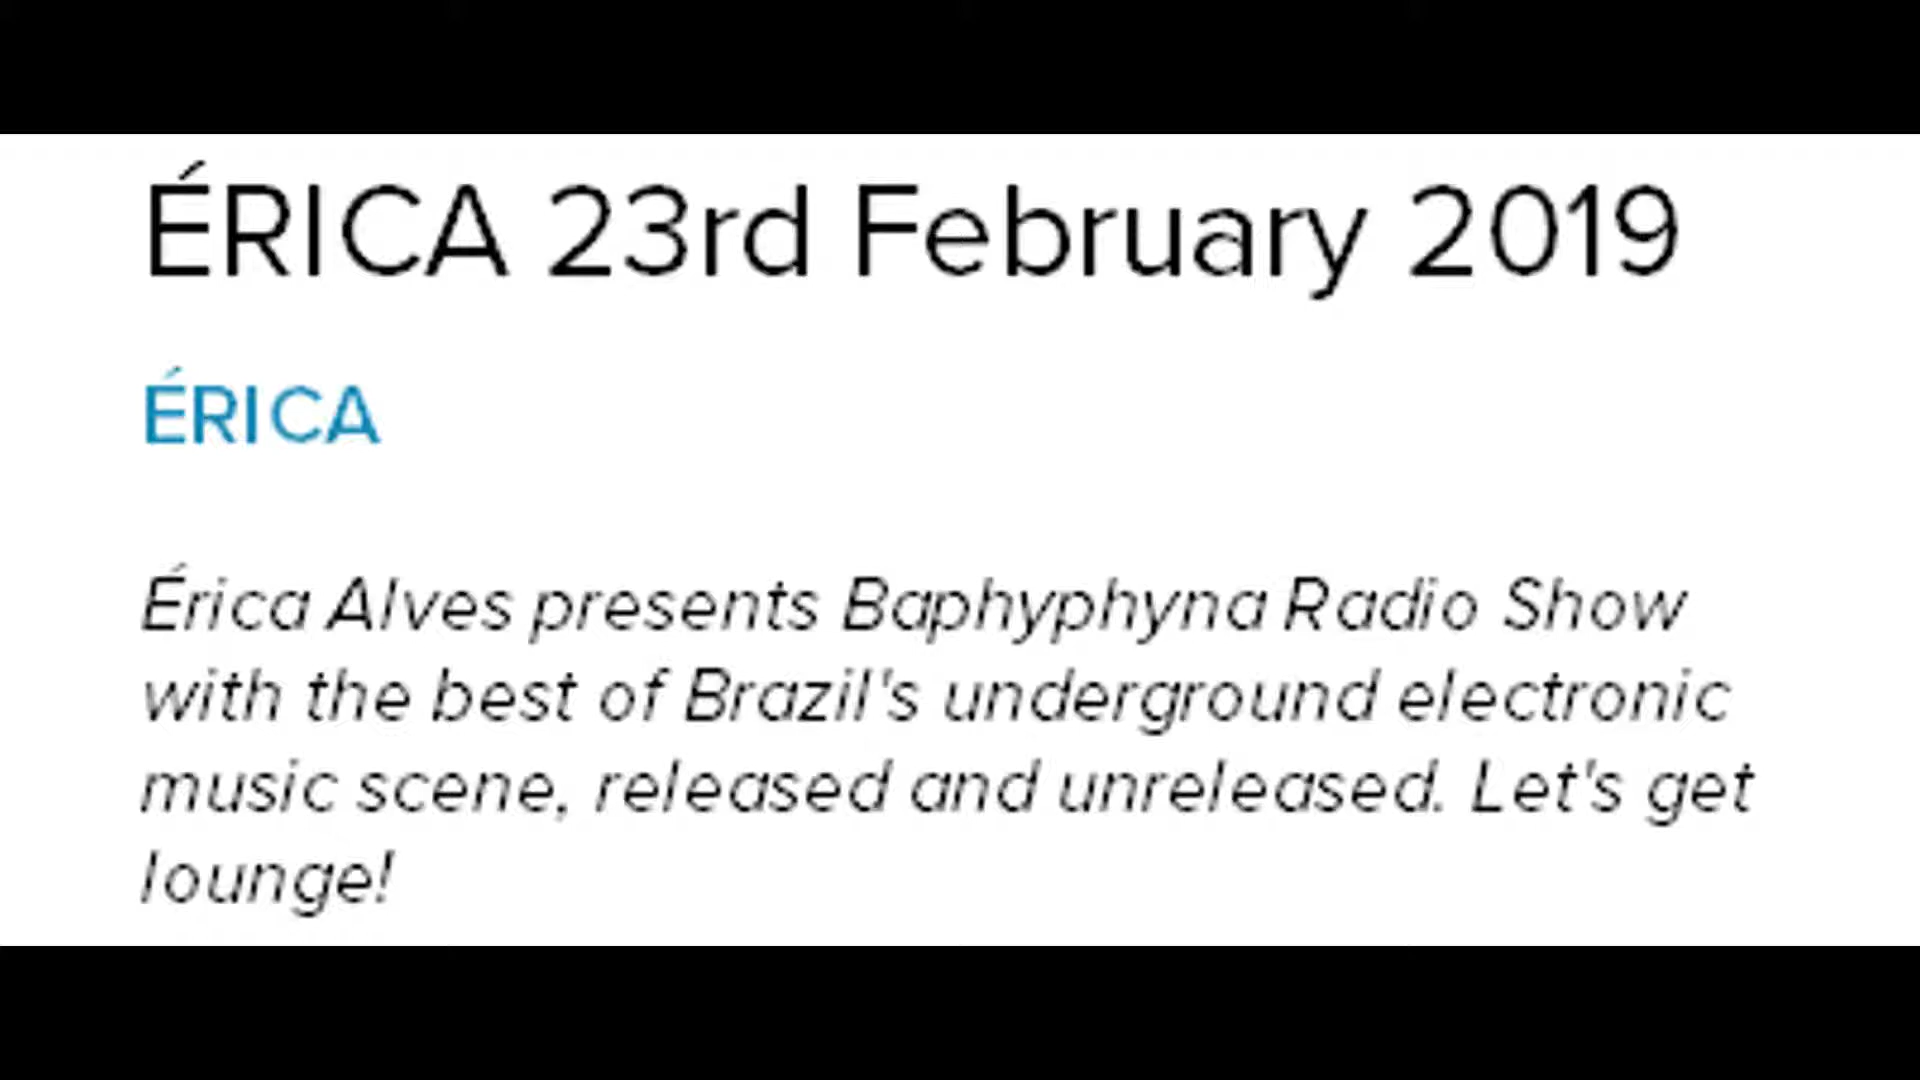 ÉRICA 23rd February 2019
ÉRICA
Érica Alves presents Baphyphyna Radio Show
with the best of Brazil's underground electronic
music scene, released and unreleased. Let's get
lounge!